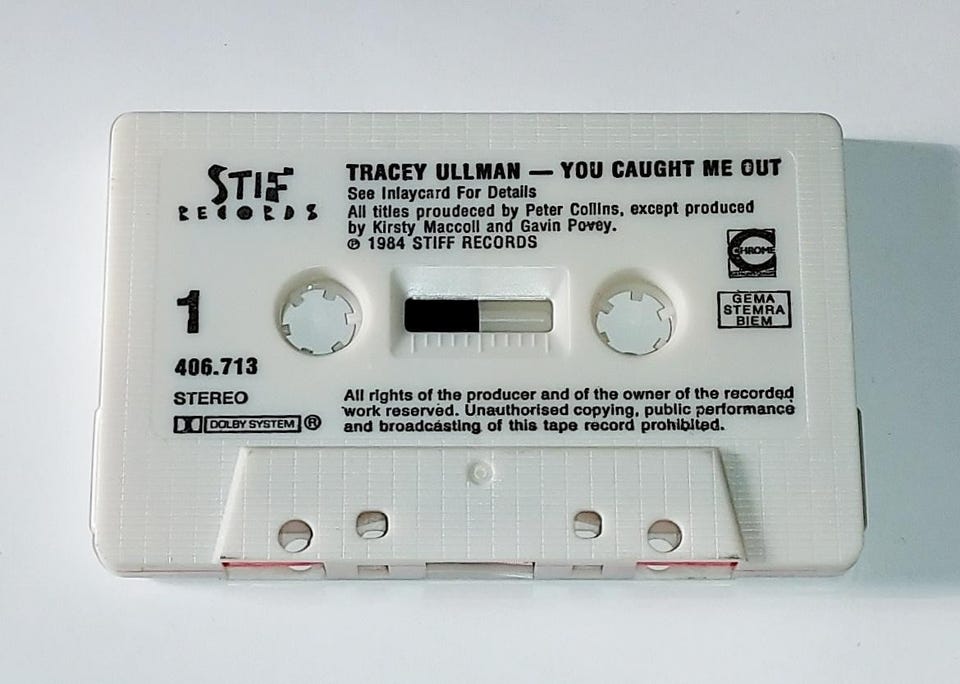 STIFF
RECORDS
TRACEY ULLMAN — YOU CAUGHT ME OUT
See Inlaycard For Details
All titles proudeced by Peter Collins, except produced
by Kirsty Maccoll and Gavin Povey.
℗ 1984 STIFF RECORDS
CHROME
1
GEMA
STEMRA
BIEM
406.713
STEREO
DOLBY SYSTEM ®
All rights of the producer and of the owner of the recorded
work reserved. Unauthorised copying, public performance
and broadcasting of this tape record prohibited.